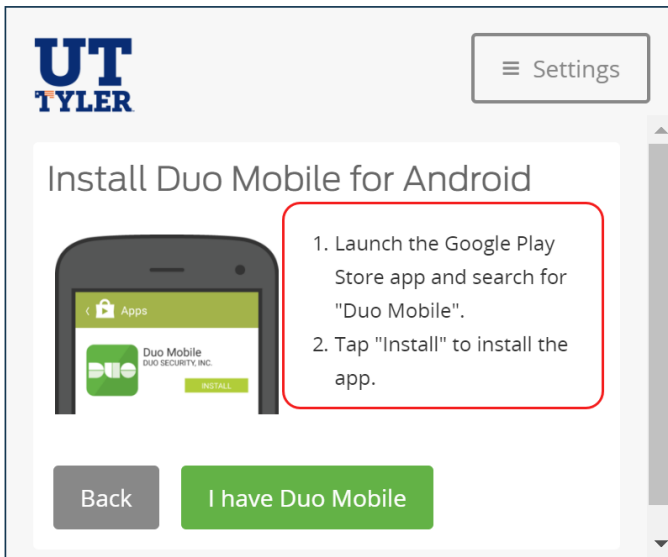 UT
TYLER
≡ Settings
Install Duo Mobile for Android
1. Launch the Google Play
Store app and search for
"Duo Mobile".
2. Tap "Install" to install the
app.
Apps
Duo Mobile
DUO SECURITY, INC.
INSTALL
DUO
Back
I have Duo Mobile